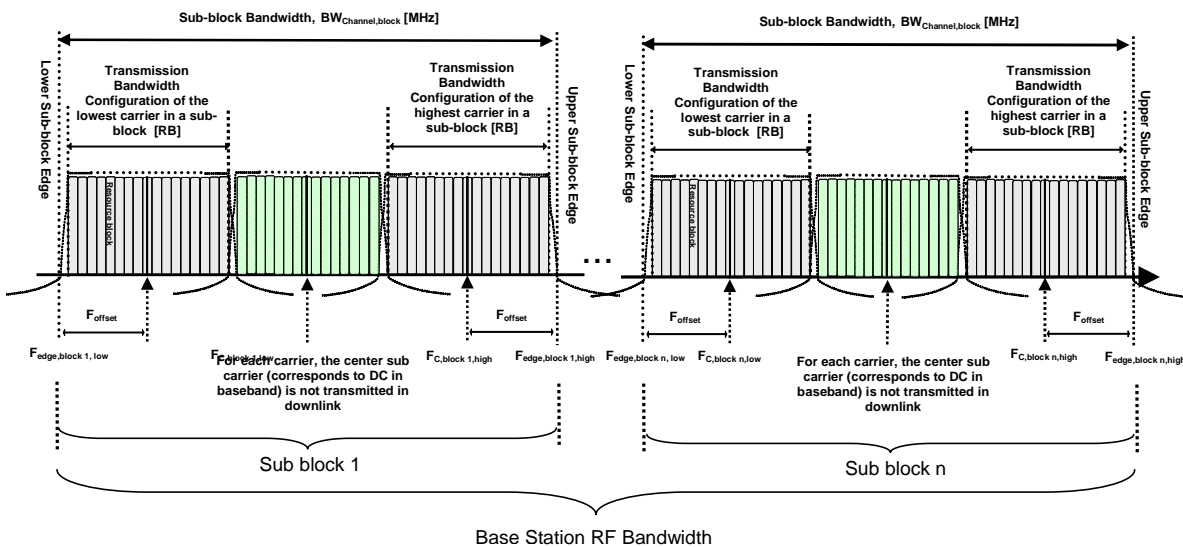 Sub-block Bandwidth, BWChannel,block [MHz]
Sub-block Bandwidth, BWChannel,block [MHz]
Lower Sub-block Edge
Transmission
Bandwidth
Configuration of the
lowest carrier in a sub-
block [RB]
Transmission
Bandwidth
Configuration of the
highest carrier in
a sub-block [RB]
Upper Sub-block Edge
Resource block
Lower Sub-block Edge
Transmission
Bandwidth
Configuration of the
lowest carrier in
a sub-block [RB]
Transmission
Bandwidth
Configuration of the
highest carrier in a
sub-block [RB]
Upper Sub-block Edge
Resource block
...
Foffset
Foffset
Foffset
Foffset
Fedge,block 1, low
FC,block 1,low
FC,block 1,high
Fedge,block 1,high
Fedge,block n, low
FC,block n,low
FC,block n,high
Fedge,block n,high
For each carrier, the center sub
carrier (corresponds to DC in
baseband) is not transmitted in
downlink
For each carrier, the center sub
carrier (corresponds to DC in
baseband) is not transmitted in
downlink
Sub block 1
Sub block n
Base Station RF Bandwidth